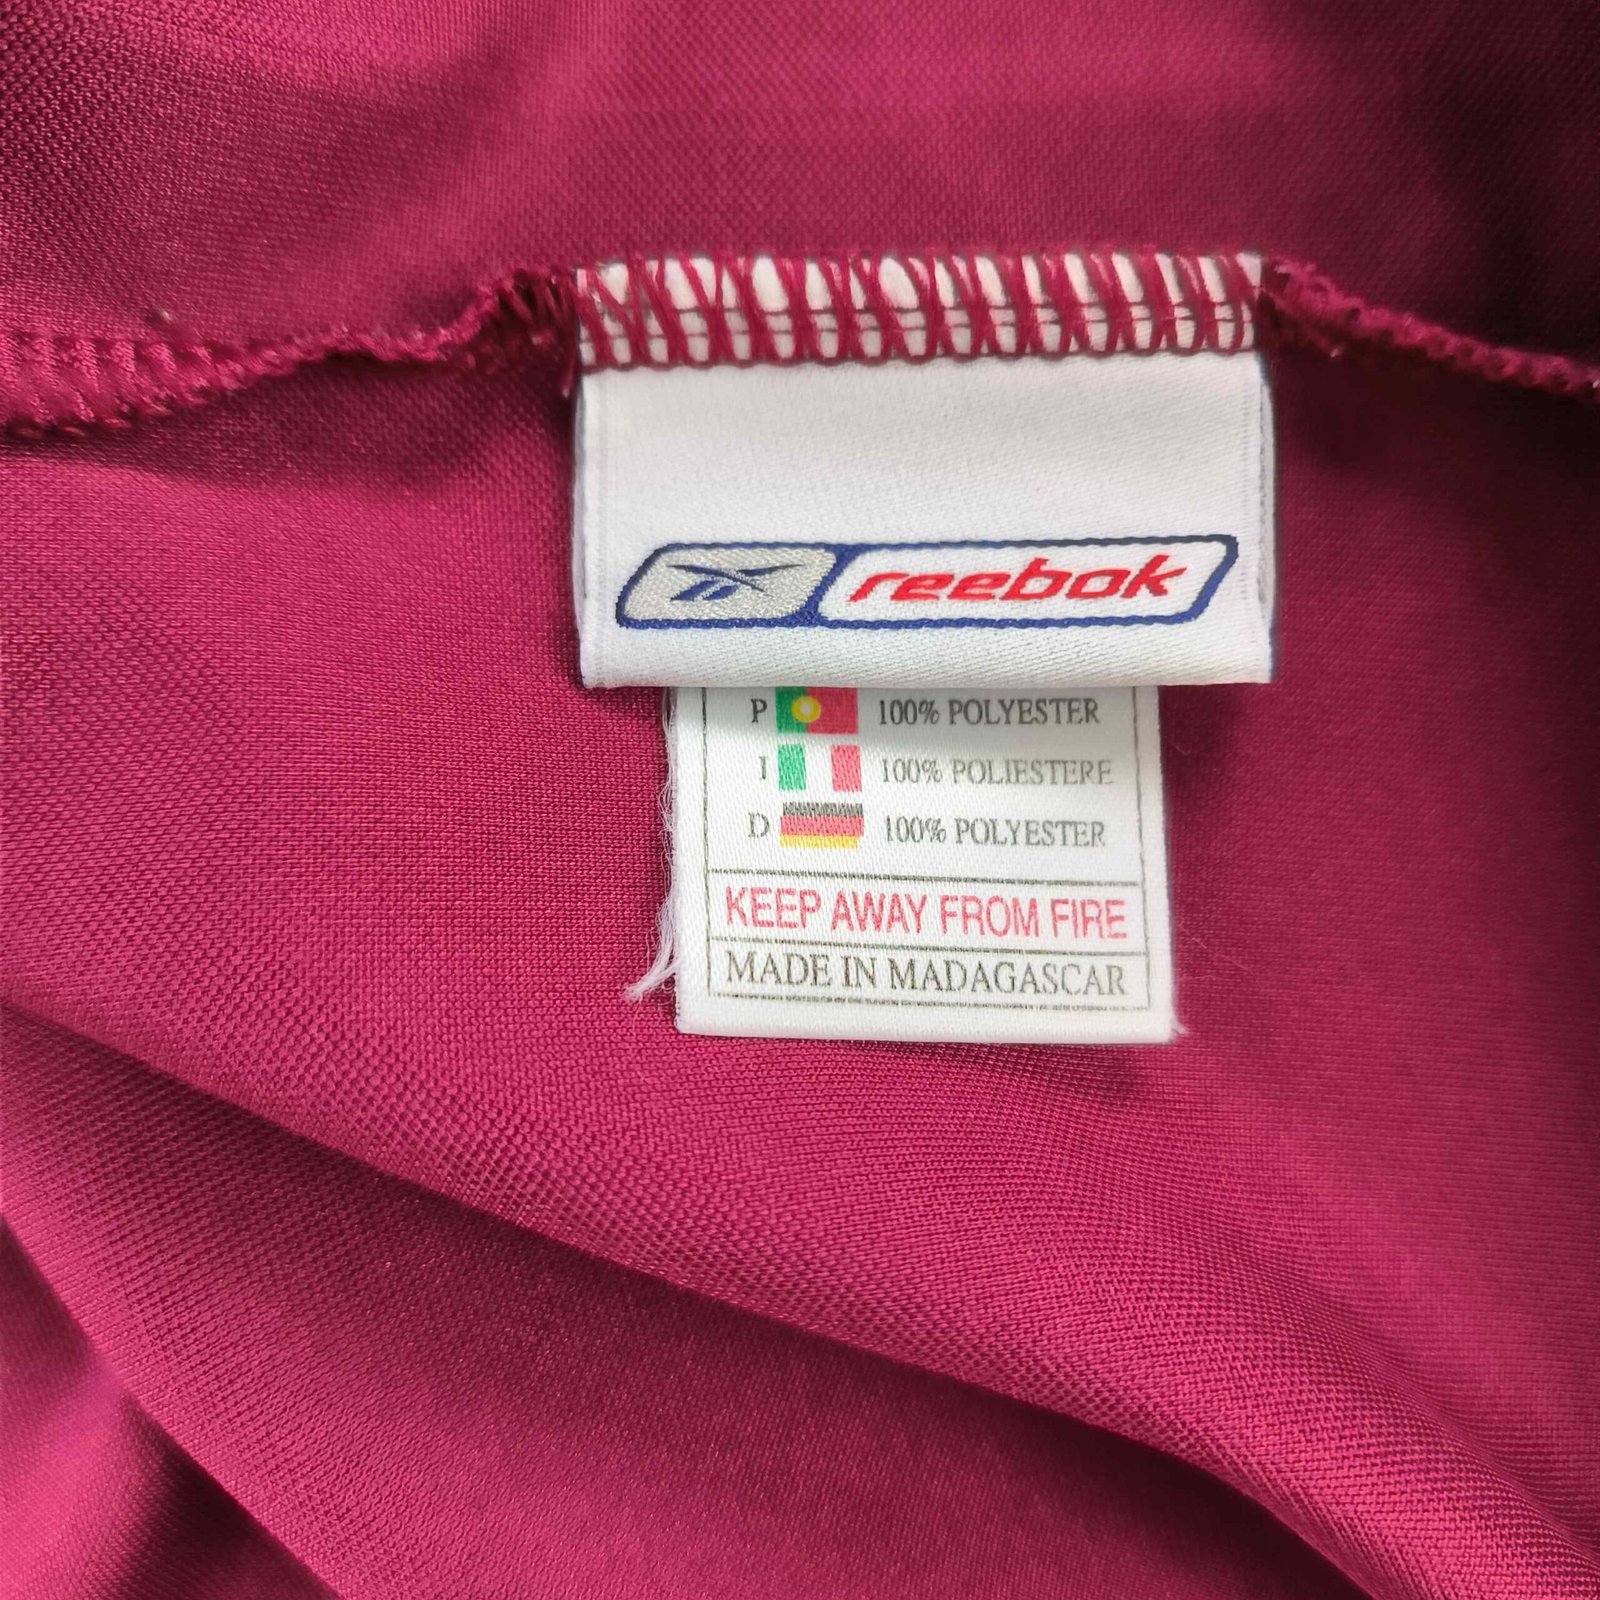 reebok
P 100% POLYESTER
I 100% POLIESTERE
D 100% POLYESTER
KEEP AWAY FROM FIRE
MADE IN MADAGASCAR